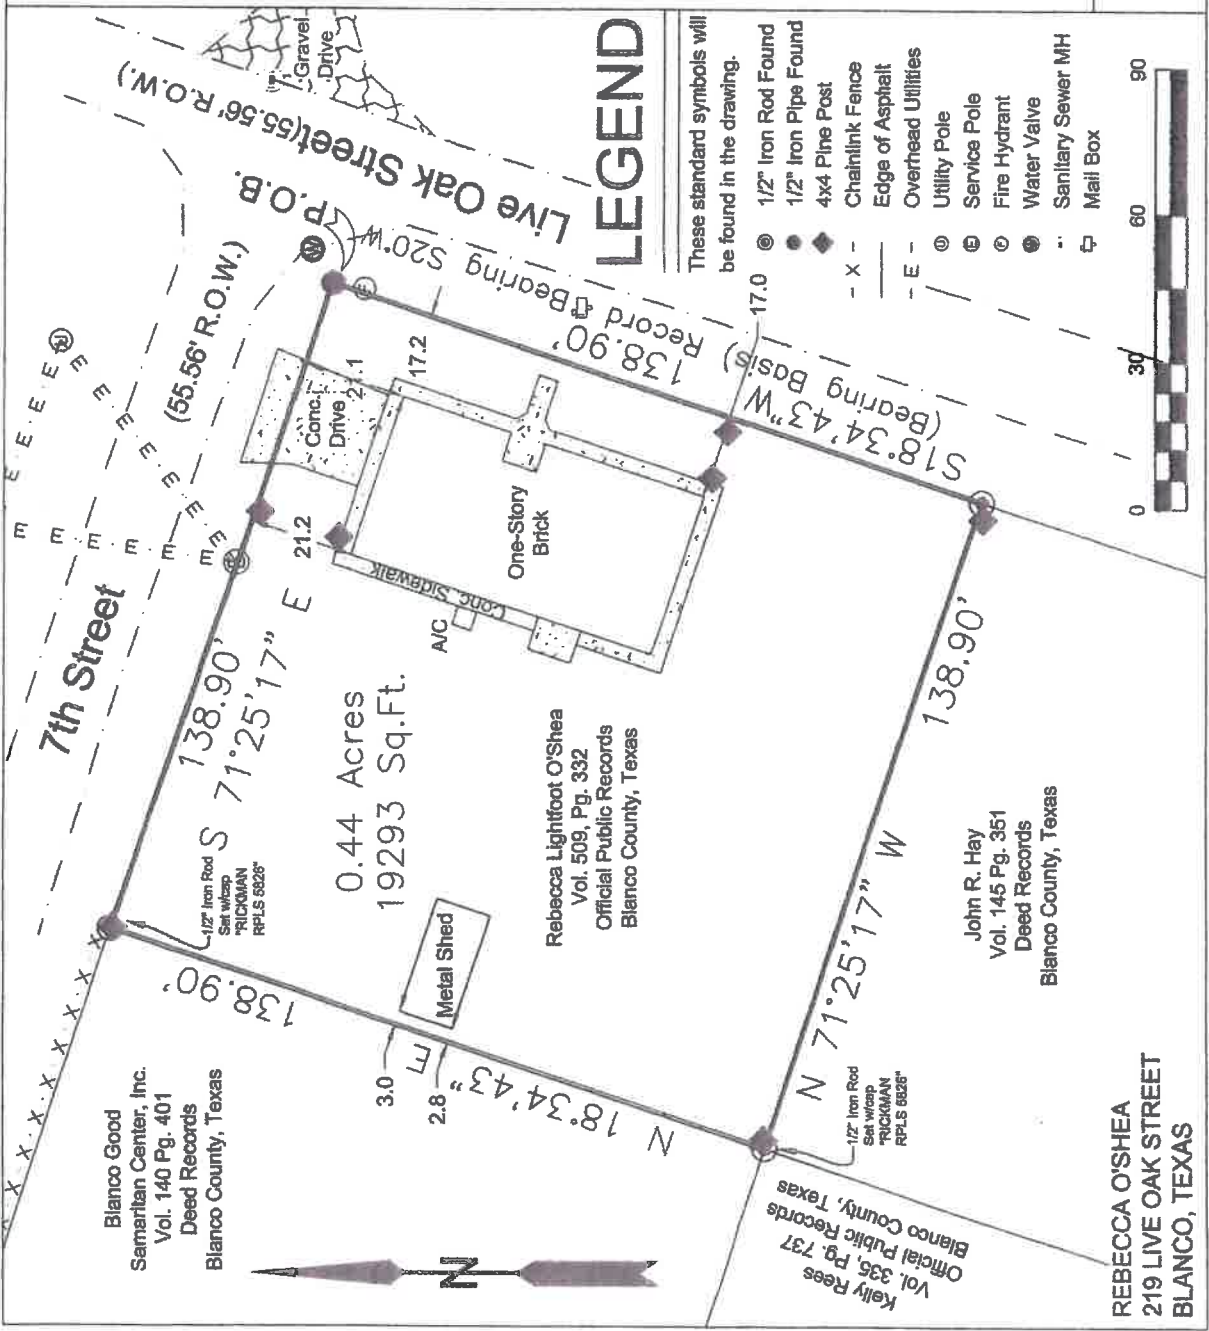 7th Street
(55.56' R.O.W.)
Live Oak Street(55.56' R.O.W.)
Gravel
Drive
P.O.B.
Record Bearing S20°W
138.90'
S18°34'43"W
(Bearing Basis)
17.0
17.2
21.1
21.2
Conc.
Drive
Conc. Sidewalk
A/C
One-Story
Brick
138.90'
S 71°25'17" E
0.44 Acres
19293 Sq.Ft.
1/2" Iron Rod
Set w/cap
"RICKMAN
RPLS 5826"
138.90'
N 18°34'43" E
Metal Shed
3.0
2.8
Rebecca Lightfoot O'Shea
Vol. 509, Pg. 332
Official Public Records
Blanco County, Texas
138.90'
N 71°25'17" W
John R. Hay
Vol. 145 Pg. 351
Deed Records
Blanco County, Texas
1/2" Iron Rod
Set w/cap
"RICKMAN
RPLS 5826"
Blanco Good
Samaritan Center, Inc.
Vol. 140 Pg. 401
Deed Records
Blanco County, Texas
N
Kelly Rees
Vol. 335, Pg. 737
Official Public Records
Blanco County, Texas
REBECCA O'SHEA
219 LIVE OAK STREET
BLANCO, TEXAS
LEGEND
These standard symbols will
be found in the drawing.
1/2" Iron Rod Found
1/2" Iron Pipe Found
4x4 Pine Post
- X - Chainlink Fence
Edge of Asphalt
- E - Overhead Utilities
Utility Pole
Service Pole
Fire Hydrant
Water Valve
Sanitary Sewer MH
Mail Box
0 30 60 90